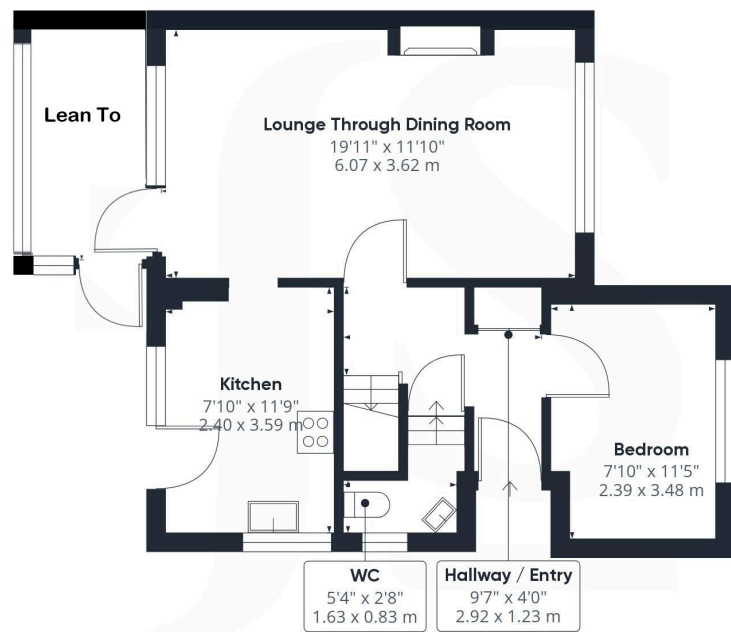 Lean To
Lounge Through Dining Room
19'11" x 11'10"
6.07 x 3.62 m
Kitchen
7'10" x 11'9"
2.40 x 3.59 m
Bedroom
7'10" x 11'5"
2.39 x 3.48 m
WC
5'4" x 2'8"
1.63 x 0.83 m
Hallway / Entry
9'7" x 4'0"
2.92 x 1.23 m